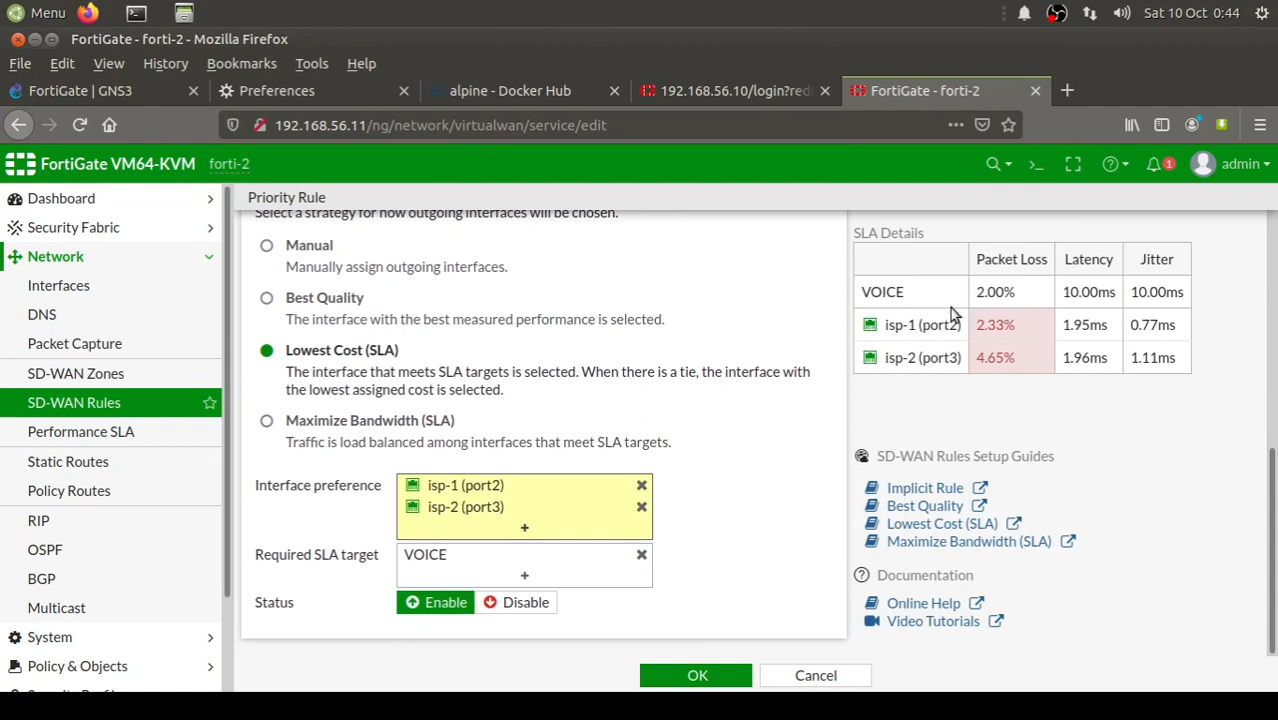 Menu
Sat 10 Oct 0:44
FortiGate - forti-2 - Mozilla Firefox
File Edit View History Bookmarks Tools Help
FortiGate | GNS3
Preferences
alpine - Docker Hub
192.168.56.10/login?redi
FortiGate - forti-2
192.168.56.11/ng/network/virtualwan/service/edit
FortiGate VM64-KVM
forti-2
1
admin
Dashboard
Security Fabric
Network
Interfaces
DNS
Packet Capture
SD-WAN Zones
SD-WAN Rules
Performance SLA
Static Routes
Policy Routes
RIP
OSPF
BGP
Multicast
System
Policy & Objects
Priority Rule
Select a strategy for how outgoing interfaces will be chosen.
Manual
Manually assign outgoing interfaces.
Best Quality
The interface with the best measured performance is selected.
Lowest Cost (SLA)
The interface that meets SLA targets is selected. When there is a tie, the interface with
the lowest assigned cost is selected.
Maximize Bandwidth (SLA)
Traffic is load balanced among interfaces that meet SLA targets.
Interface preference
isp-1 (port2)
isp-2 (port3)
+
Required SLA target
VOICE
+
Status
Enable
Disable
OK
Cancel
SLA Details
Packet Loss Latency Jitter
VOICE 2.00% 10.00ms 10.00ms
isp-1 (port2) 2.33% 1.95ms 0.77ms
isp-2 (port3) 4.65% 1.96ms 1.11ms
SD-WAN Rules Setup Guides
Implicit Rule
Best Quality
Lowest Cost (SLA)
Maximize Bandwidth (SLA)
Documentation
Online Help
Video Tutorials